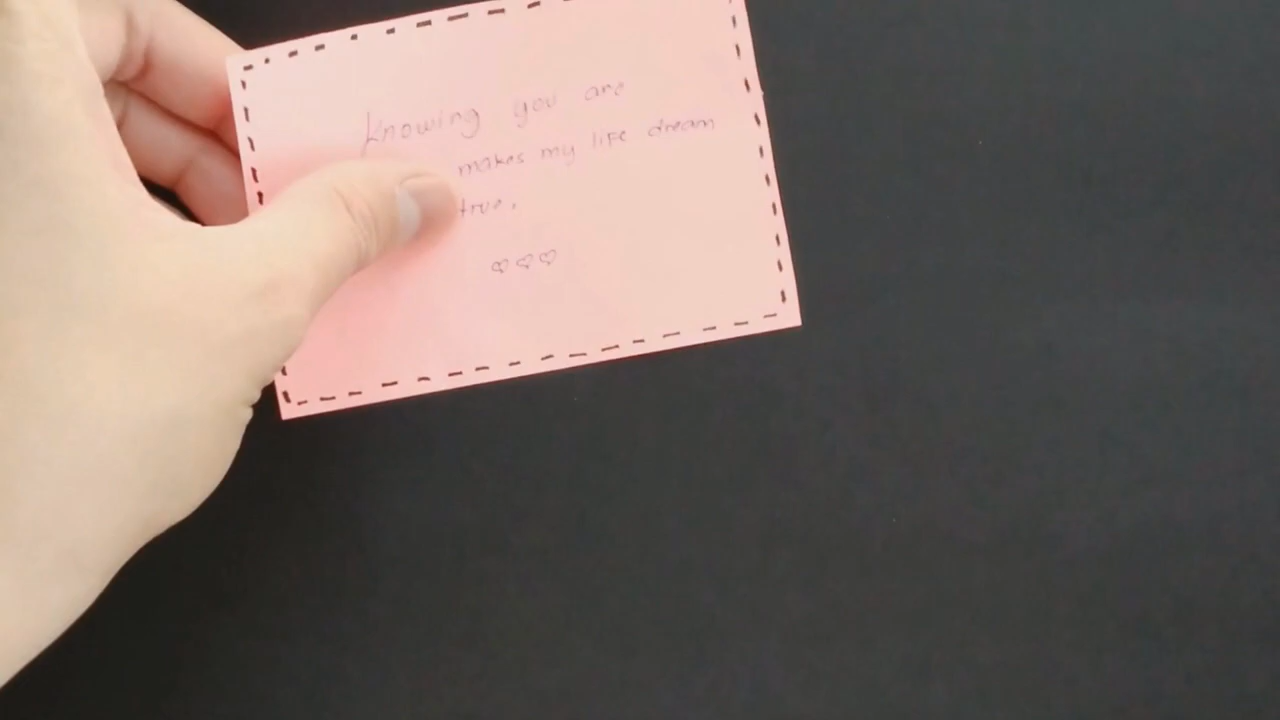 Knowing you are
makes my life dream
true.
♡♡♡